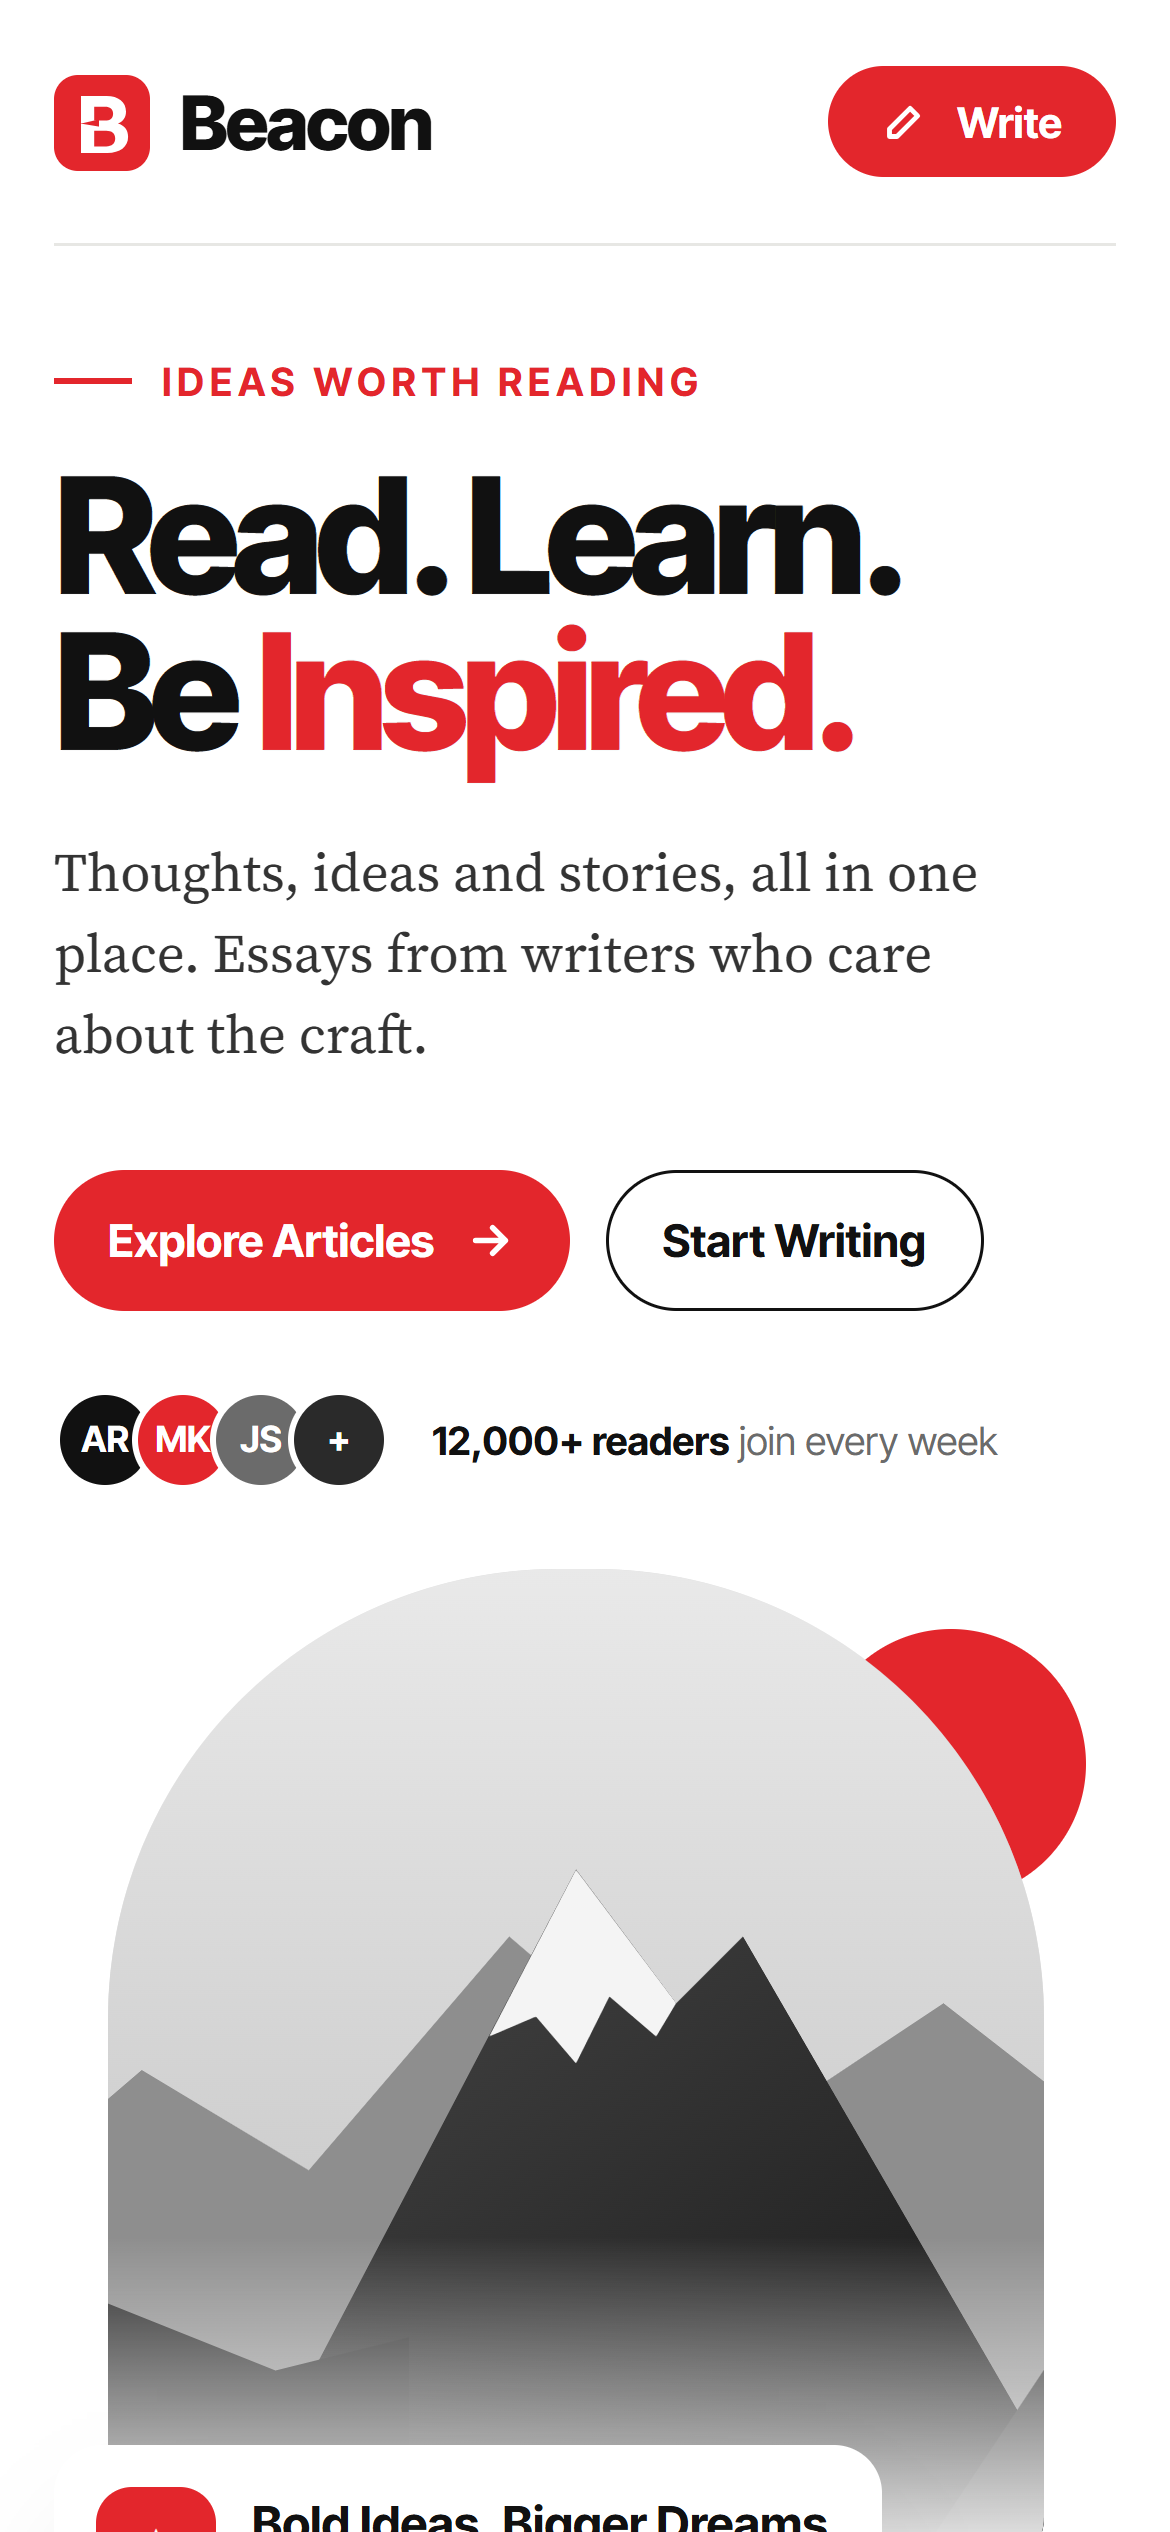 B Beacon
Write
IDEAS WORTH READING
Read. Learn.
Be Inspired.
Thoughts, ideas and stories, all in one
place. Essays from writers who care
about the craft.
Explore Articles →
Start Writing
AR MK JS + 12,000+ readers join every week
Bold Ideas. Bigger Dreams